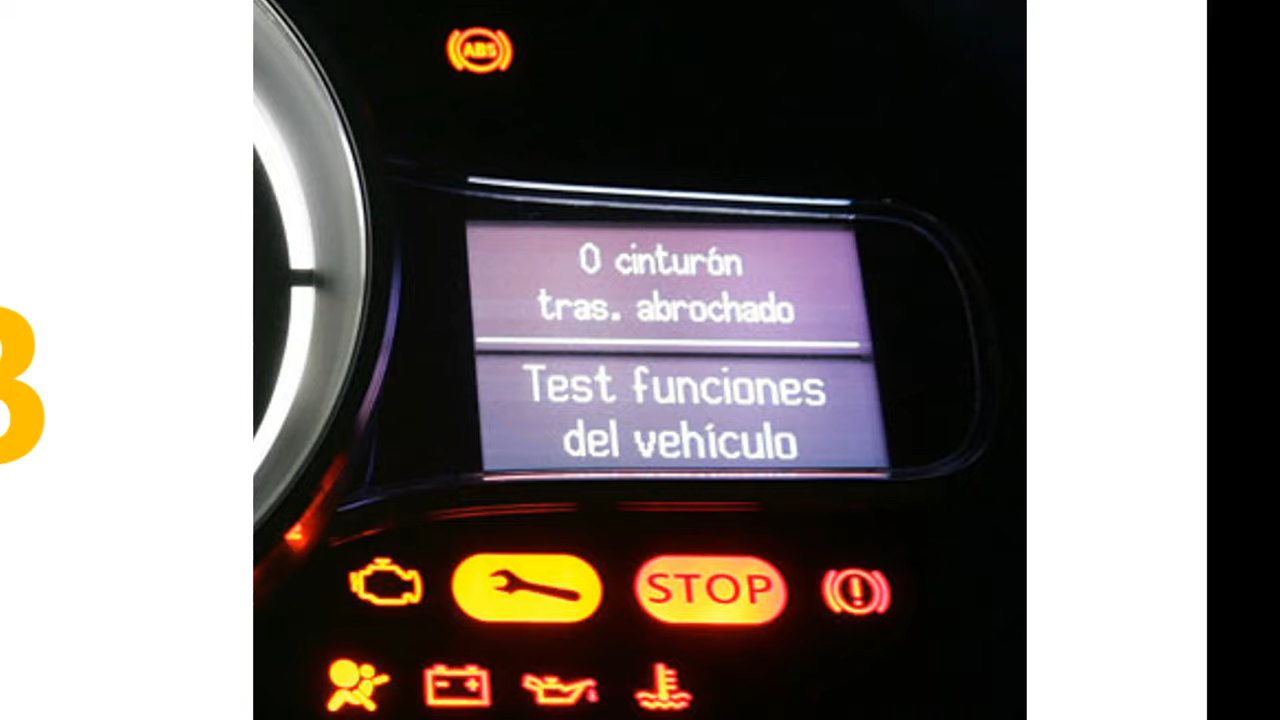 ABS
0 cinturón
tras. abrochado
Test funciones
del vehículo
STOP